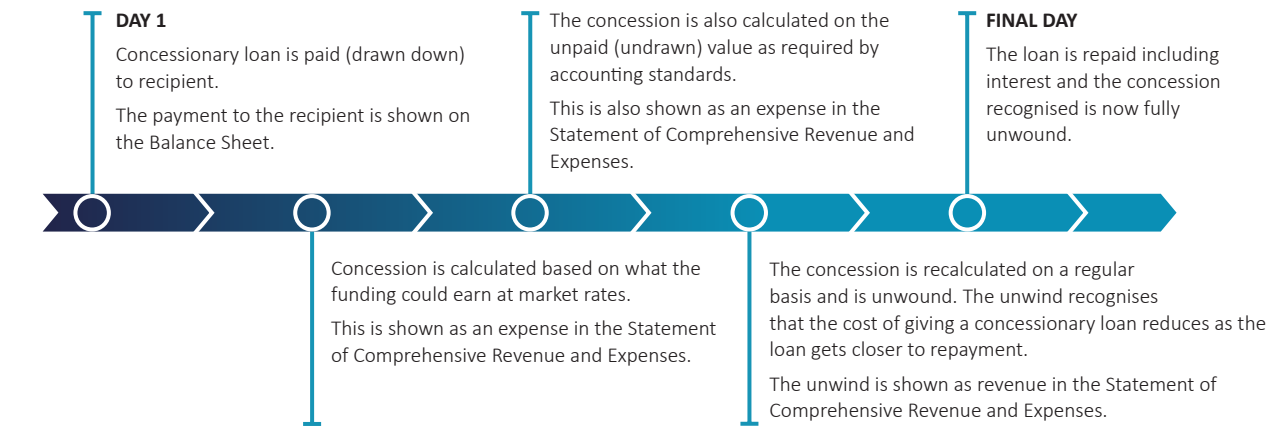 DAY 1
Concessionary loan is paid (drawn down)
to recipient.
The payment to the recipient is shown on
the Balance Sheet.
Concession is calculated based on what the
funding could earn at market rates.
This is shown as an expense in the Statement
of Comprehensive Revenue and Expenses.
The concession is also calculated on the
unpaid (undrawn) value as required by
accounting standards.
This is also shown as an expense in the
Statement of Comprehensive Revenue and
Expenses.
The concession is recalculated on a regular
basis and is unwound. The unwind recognises
that the cost of giving a concessionary loan reduces as the
loan gets closer to repayment.
The unwind is shown as revenue in the Statement of
Comprehensive Revenue and Expenses.
FINAL DAY
The loan is repaid including
interest and the concession
recognised is now fully
unwound.